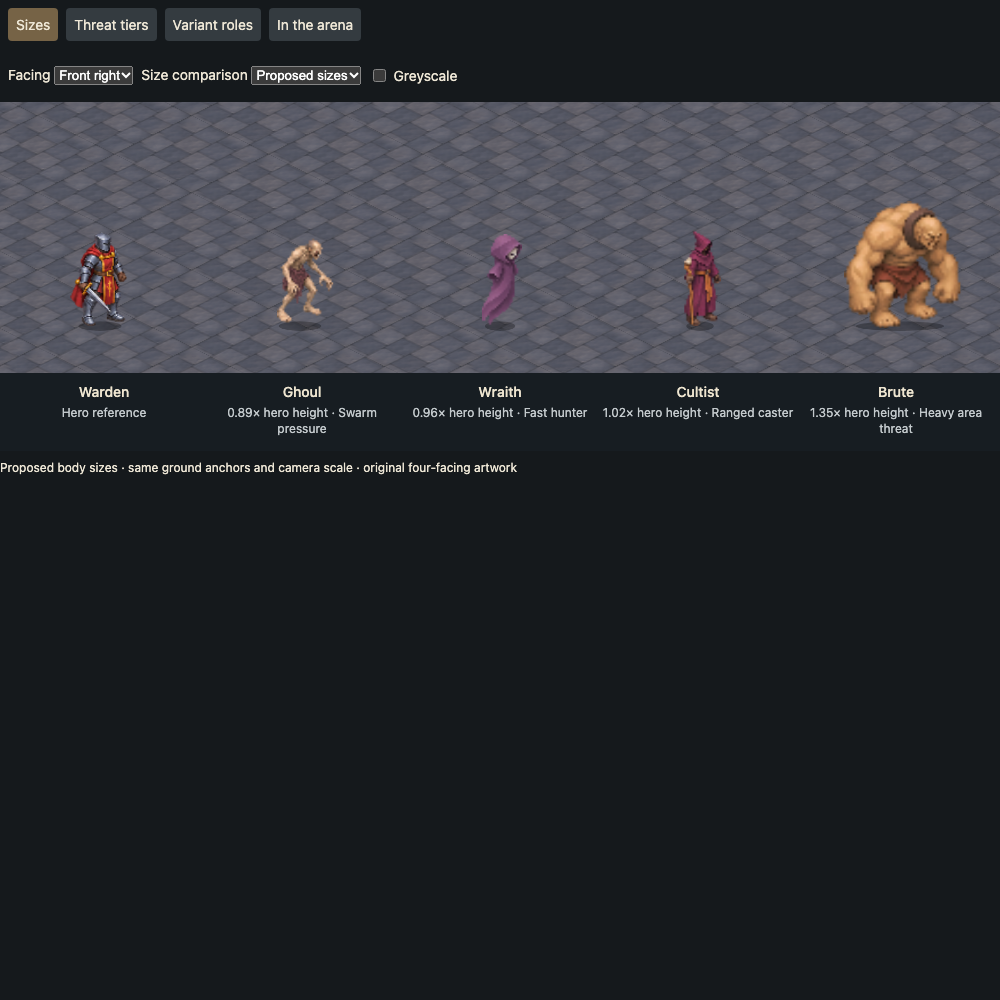 Sizes Threat tiers Variant roles In the arena
Facing Front right Size comparison Proposed sizes Greyscale
Warden Ghoul Wraith Cultist Brute
Hero reference 0.89× hero height · Swarm pressure 0.96× hero height · Fast hunter 1.02× hero height · Ranged caster 1.35× hero height · Heavy area threat
Proposed body sizes · same ground anchors and camera scale · original four-facing artwork